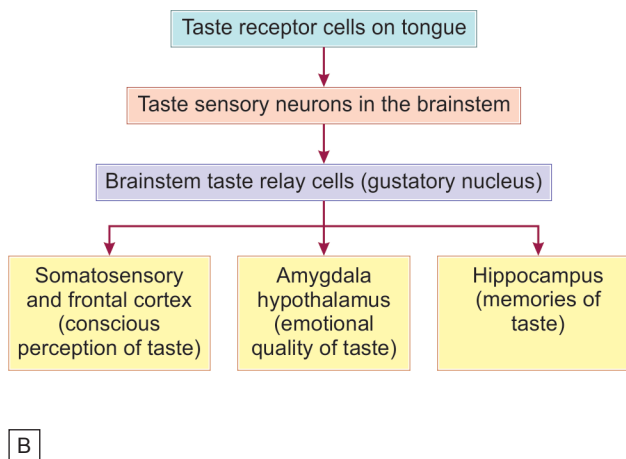 Taste receptor cells on tongue
Taste sensory neurons in the brainstem
Brainstem taste relay cells (gustatory nucleus)
Somatosensory
and frontal cortex
(conscious
perception of taste)
Amygdala
hypothalamus
(emotional
quality of taste)
Hippocampus
(memories of
taste)
B